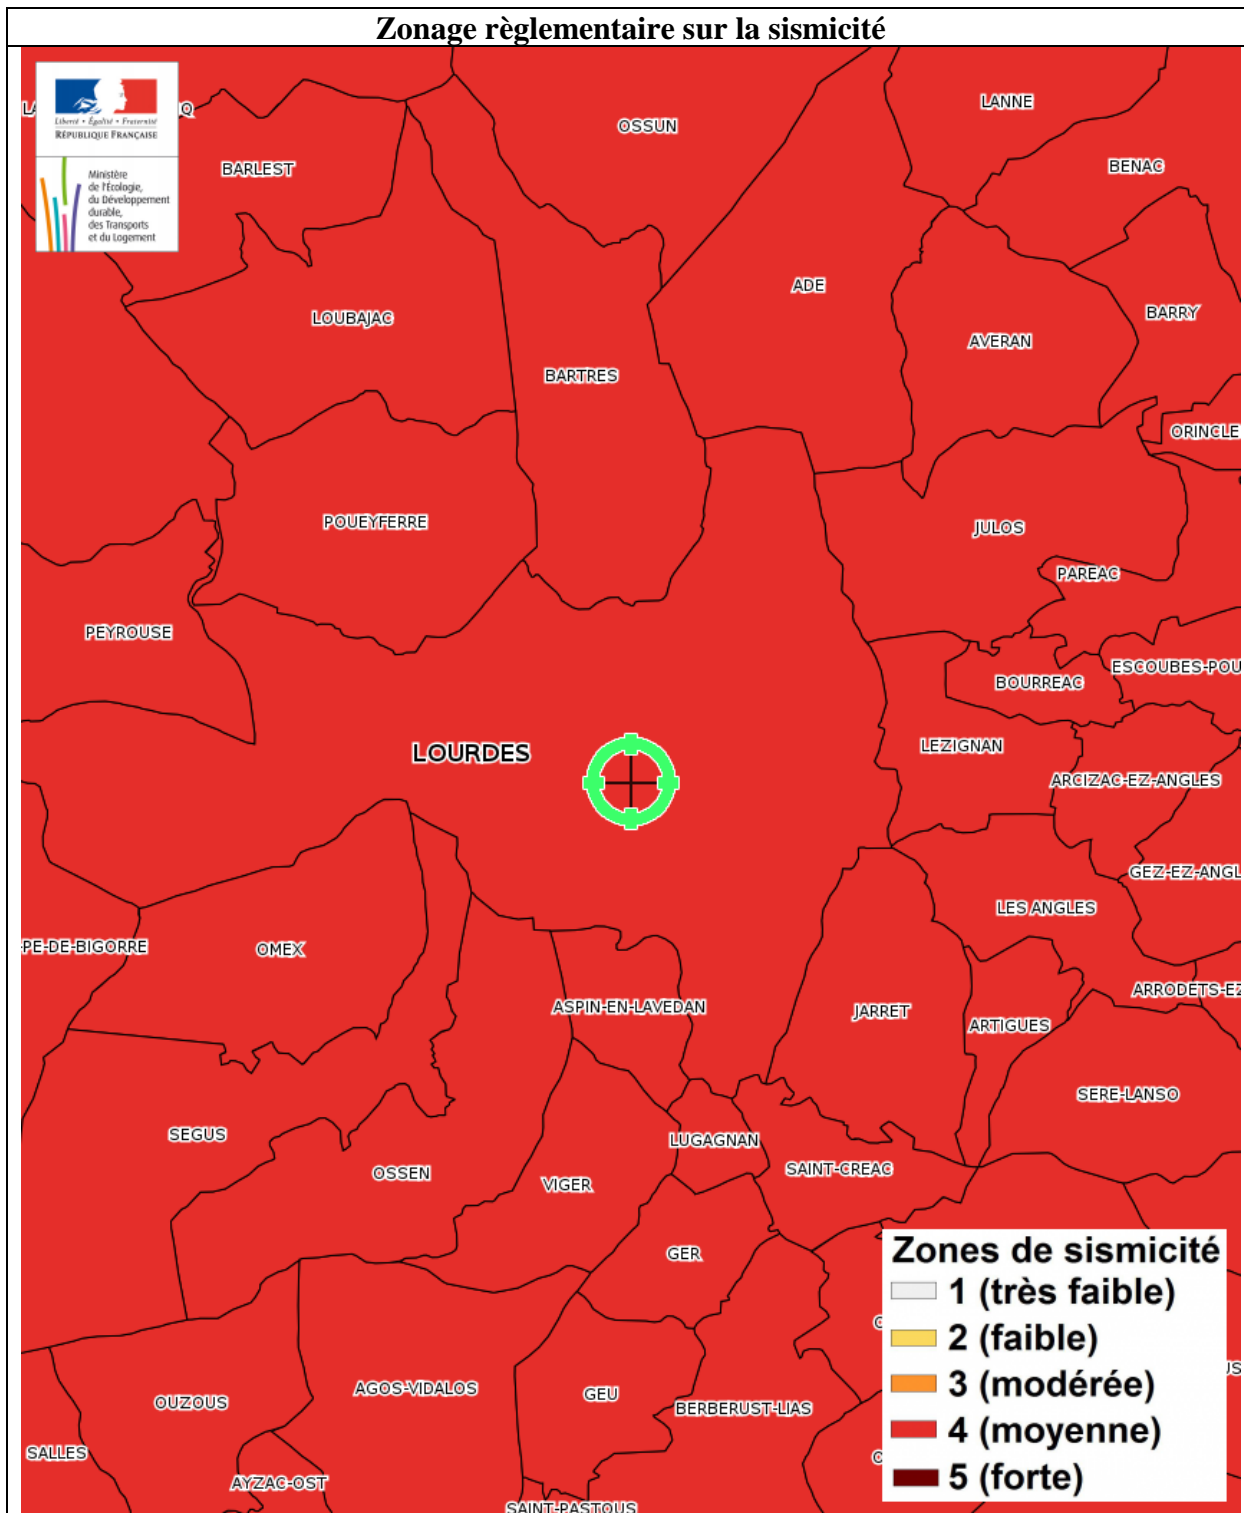 Zonage règlementaire sur la sismicité
Liberté • Égalité • Fraternité
RÉPUBLIQUE FRANÇAISE
Ministère
de l'Écologie,
du Développement
durable,
des Transports
et du Logement
OSSUN
LANNE
BARLEST
BENAC
ADE
LOUBAJAC
BARRY
AVERAN
BARTRES
ORINCLE
POUEYFERRE
JULOS
PAREAC
PEYROUSE
ESCOUBES-POU
BOURREAC
LOURDES
LEZIGNAN
ARCIZAC-EZ-ANGLES
GEZ-EZ-ANGL
LES ANGLES
-PE-DE-BIGORRE
OMEX
ARRODETS-EZ
ASPIN-EN-LAVEDAN
JARRET
ARTIGUES
SERE-LANSO
SEGUS
LUGAGNAN
SAINT-CREAC
OSSEN
VIGER
GER
Zones de sismicité
1 (très faible)
2 (faible)
3 (modérée)
4 (moyenne)
5 (forte)
AGOS-VIDALOS
GEU
OUZOUS
BERBERUST-LIAS
SALLES
AYZAC-OST
SAINT-PASTOUS